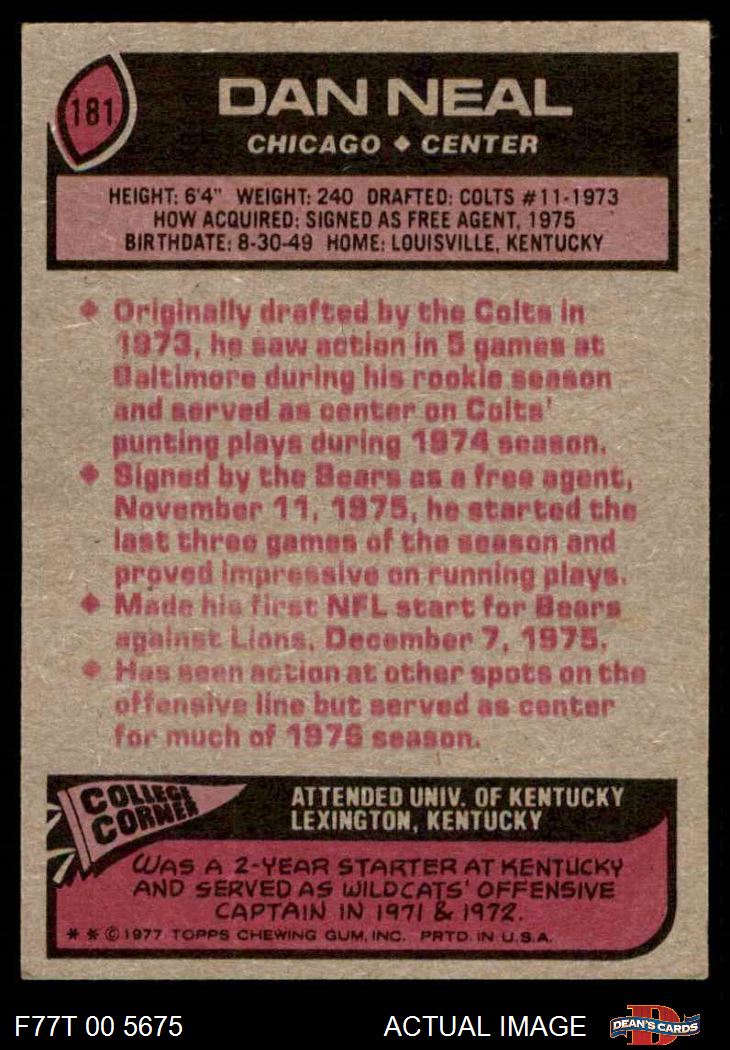 181
DAN NEAL
CHICAGO ◆ CENTER
HEIGHT: 6'4" WEIGHT: 240 DRAFTED: COLTS #11-1973
HOW ACQUIRED: SIGNED AS FREE AGENT, 1975
BIRTHDATE: 8-30-49 HOME: LOUISVILLE, KENTUCKY
◆ Originally drafted by the Colts in
1973, he saw action in 5 games at
Baltimore during his rookie season
and served as center on Colts'
punting plays during 1974 season.
◆ Signed by the Bears as a free agent,
November 11, 1975, he started the
last three games of the season and
proved impressive on running plays.
◆ Made his first NFL start for Bears
against Lions, December 7, 1975.
◆ Has seen action at other spots on the
offensive line but served as center
for much of 1976 season.
COLLEGE
CORNER
ATTENDED UNIV. OF KENTUCKY
LEXINGTON, KENTUCKY
WAS A 2-YEAR STARTER AT KENTUCKY
AND SERVED AS WILDCATS' OFFENSIVE
CAPTAIN IN 1971 & 1972.
* * © 1977 TOPPS CHEWING GUM, INC. PRTD. IN U.S.A.
F77T 00 5675
ACTUAL IMAGE
D
DEAN'S CARDS